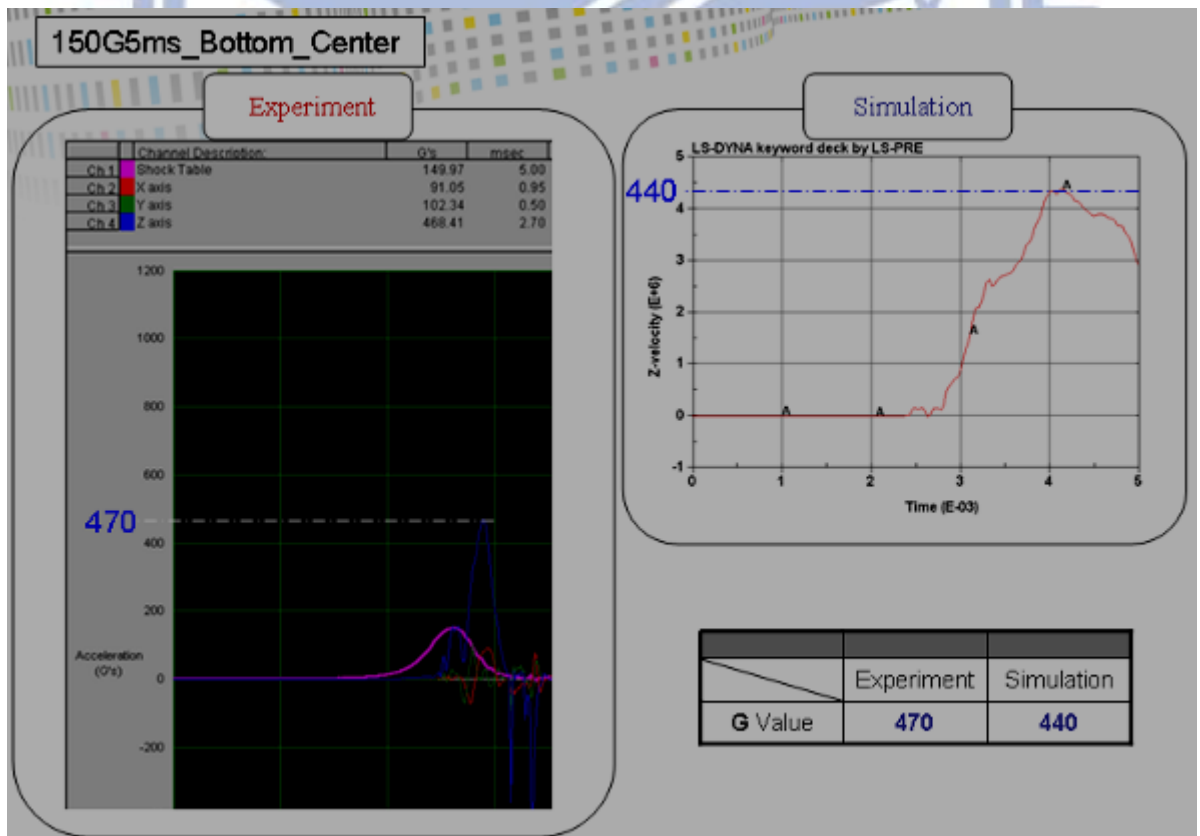 150G5ms_Bottom_Center
Experiment
Channel Description: G's msec
Ch 1 Shock Table 149.97 5.00
Ch 2 X axis 91.05 0.95
Ch 3 Y axis 102.34 0.50
Ch 4 Z axis 468.41 2.70
1200
1000
800
600
470
400
200
Acceleration
(G's)
0
-200
Simulation
LS-DYNA keyword deck by LS-PRE
440
5
4
3
2
1
0
-1
Z-velocity (E+6)
A
A
A
A
0 1 2 3 4 5
Time (E-03)
Experiment Simulation
G Value 470 440